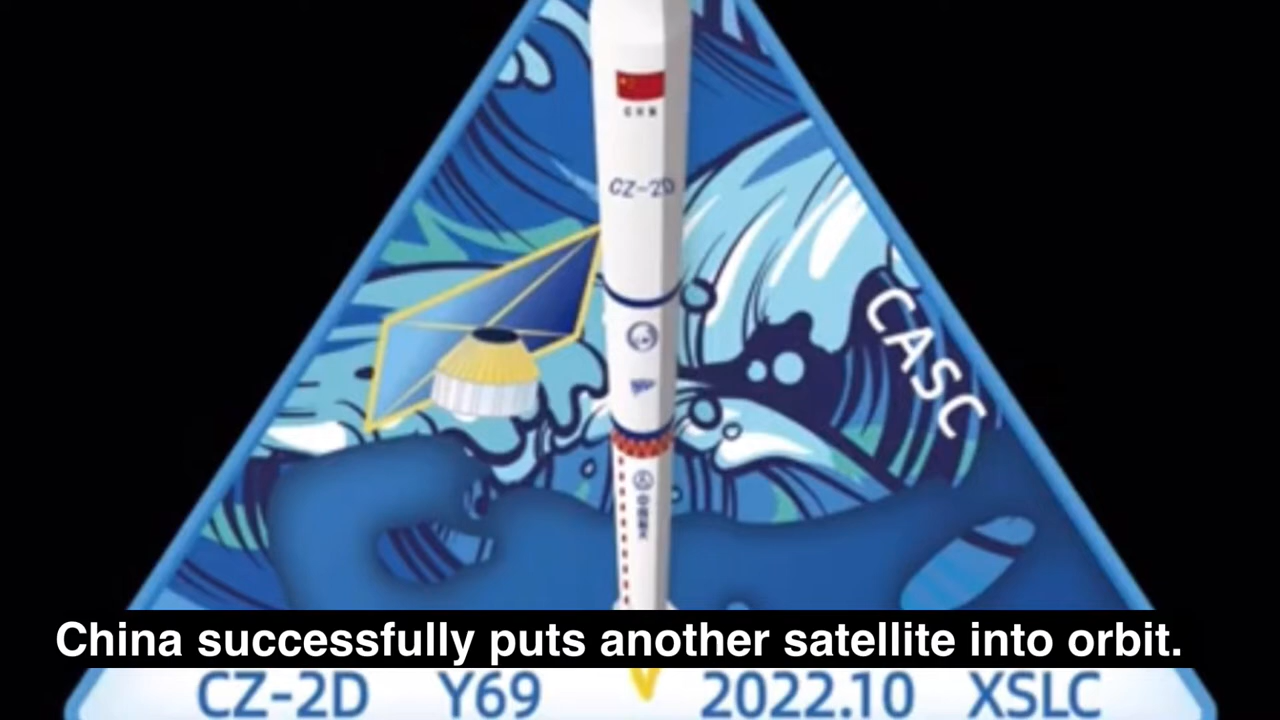 CZ-2D
CASC
China successfully puts another satellite into orbit.
CZ-2D Y69 2022.10 XSLC